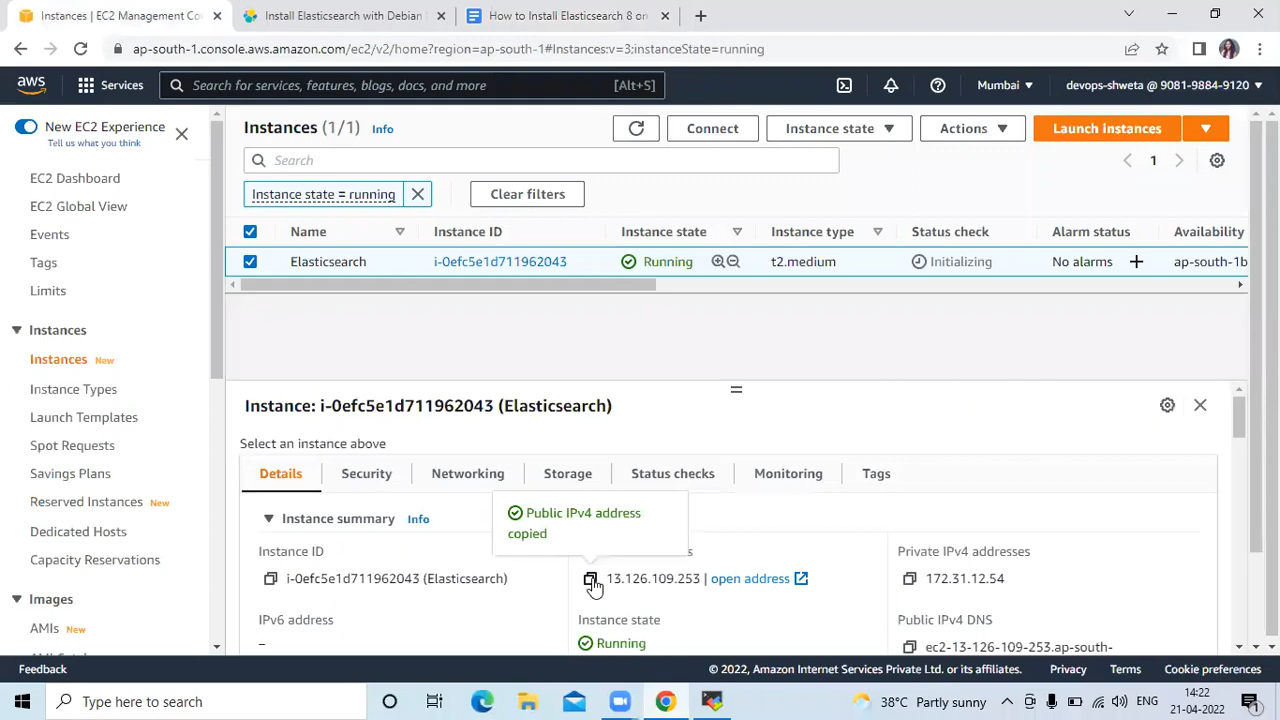 Instances | EC2 Management Co
Install Elasticsearch with Debian
How to Install Elasticsearch 8 on
ap-south-1.console.aws.amazon.com/ec2/v2/home?region=ap-south-1#Instances:v=3;instanceState=running
aws
Services
Search for services, features, blogs, docs, and more
[Alt+S]
Mumbai
devops-shweta @ 9081-9884-9120
New EC2 Experience
Tell us what you think
EC2 Dashboard
EC2 Global View
Events
Tags
Limits
Instances
Instances New
Instance Types
Launch Templates
Spot Requests
Savings Plans
Reserved Instances New
Dedicated Hosts
Capacity Reservations
Images
AMIs New
Instances (1/1) Info
Connect
Instance state
Actions
Launch instances
Search
1
Instance state = running
Clear filters
Name Instance ID Instance state Instance type Status check Alarm status Availability
Elasticsearch i-0efc5e1d711962043 Running t2.medium Initializing No alarms ap-south-1b
Instance: i-0efc5e1d711962043 (Elasticsearch)
Select an instance above
Details Security Networking Storage Status checks Monitoring Tags
Public IPv4 address
copied
Instance summary Info
Instance ID
i-0efc5e1d711962043 (Elasticsearch)
13.126.109.253 | open address
Private IPv4 addresses
172.31.12.54
IPv6 address
–
Instance state
Running
Public IPv4 DNS
ec2-13-126-109-253.ap-south-
Feedback
© 2022, Amazon Internet Services Private Ltd. or its affiliates.
Privacy
Terms
Cookie preferences
Type here to search
38°C Partly sunny
14:22
21-04-2022
1